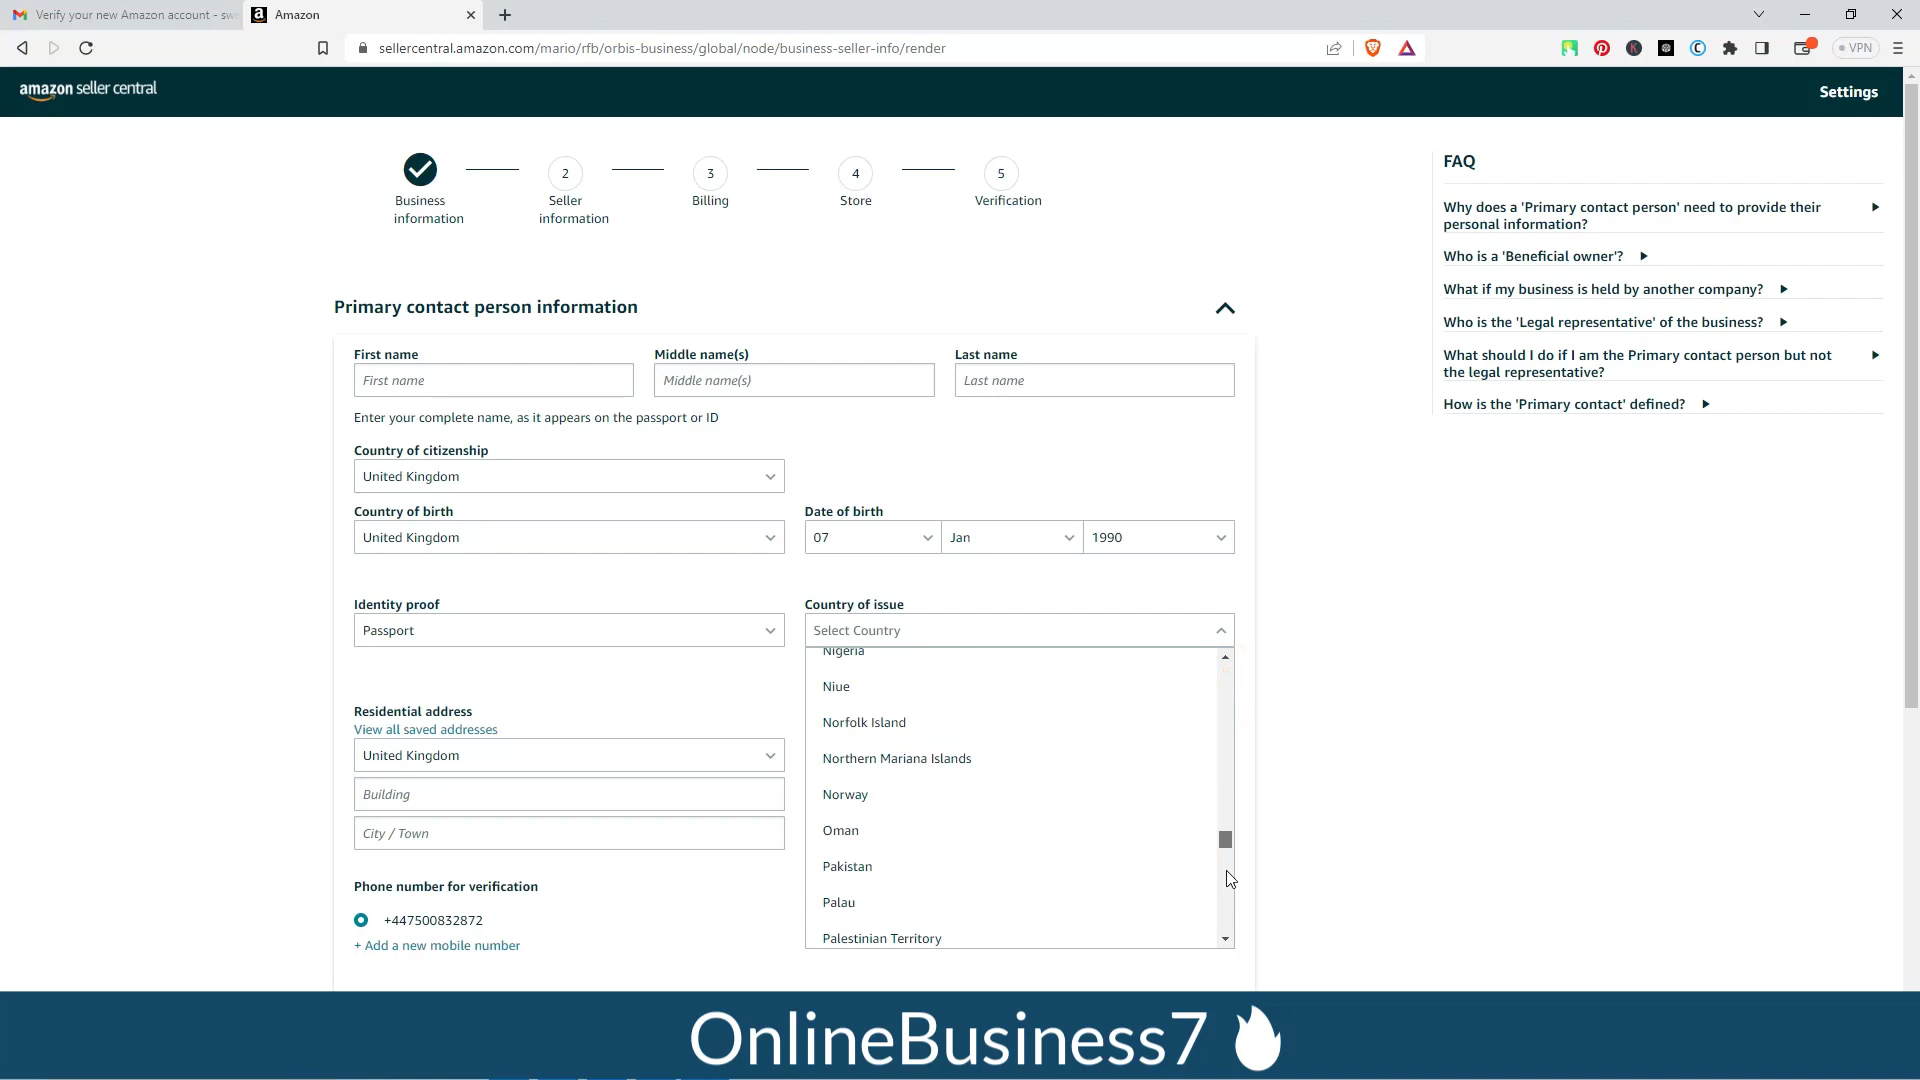 Verify your new Amazon account - sw
Amazon
sellercentral.amazon.com/mario/rfb/orbis-business/global/node/business-seller-info/render
VPN
amazon seller central
Settings
2
3
4
5
Business information
Seller information
Billing
Store
Verification
Primary contact person information
First name
Middle name(s)
Last name
First name
Middle name(s)
Last name
Enter your complete name, as it appears on the passport or ID
Country of citizenship
United Kingdom
Country of birth
Date of birth
United Kingdom
07
Jan
1990
Identity proof
Country of issue
Passport
Select Country
Nigeria
Niue
Norfolk Island
Northern Mariana Islands
Norway
Oman
Pakistan
Palau
Palestinian Territory
Residential address
View all saved addresses
United Kingdom
Building
City / Town
Phone number for verification
+447500832872
+ Add a new mobile number
FAQ
Why does a 'Primary contact person' need to provide their
personal information?
Who is a 'Beneficial owner'?
What if my business is held by another company?
Who is the 'Legal representative' of the business?
What should I do if I am the Primary contact person but not
the legal representative?
How is the 'Primary contact' defined?
OnlineBusiness7